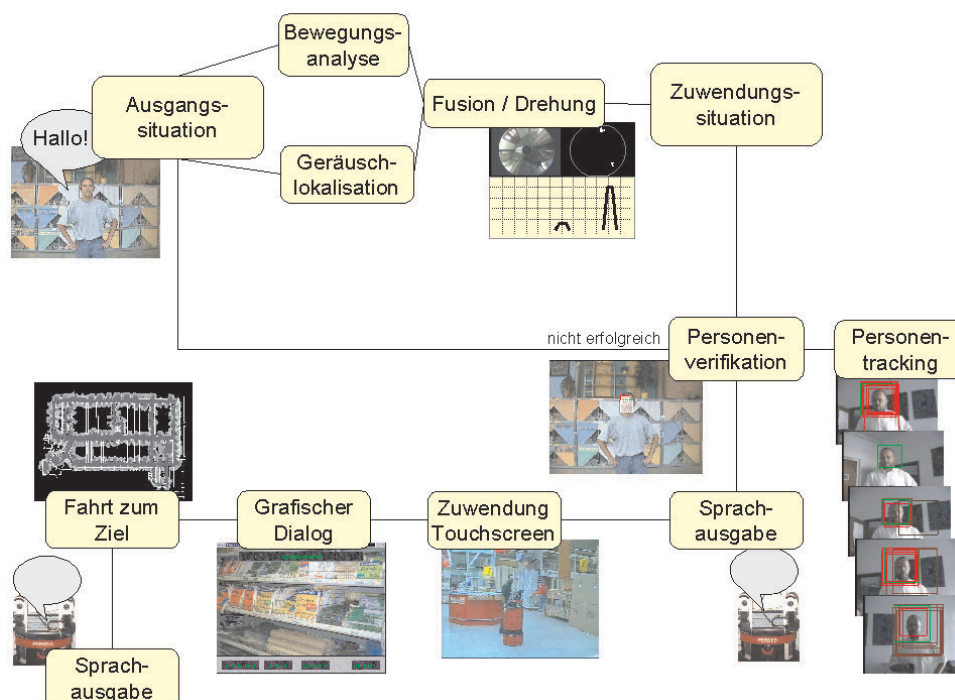 Bewegungs-
analyse
Ausgangs-
situation
Hallo!
Fusion / Drehung
Zuwendungs-
situation
Geräusch-
lokalisation
nicht erfolgreich
Personen-
verifikation
Personen-
tracking
Fahrt zum
Ziel
Grafischer
Dialog
Zuwendung
Touchscreen
Sprach-
ausgabe
Sprach-
ausgabe